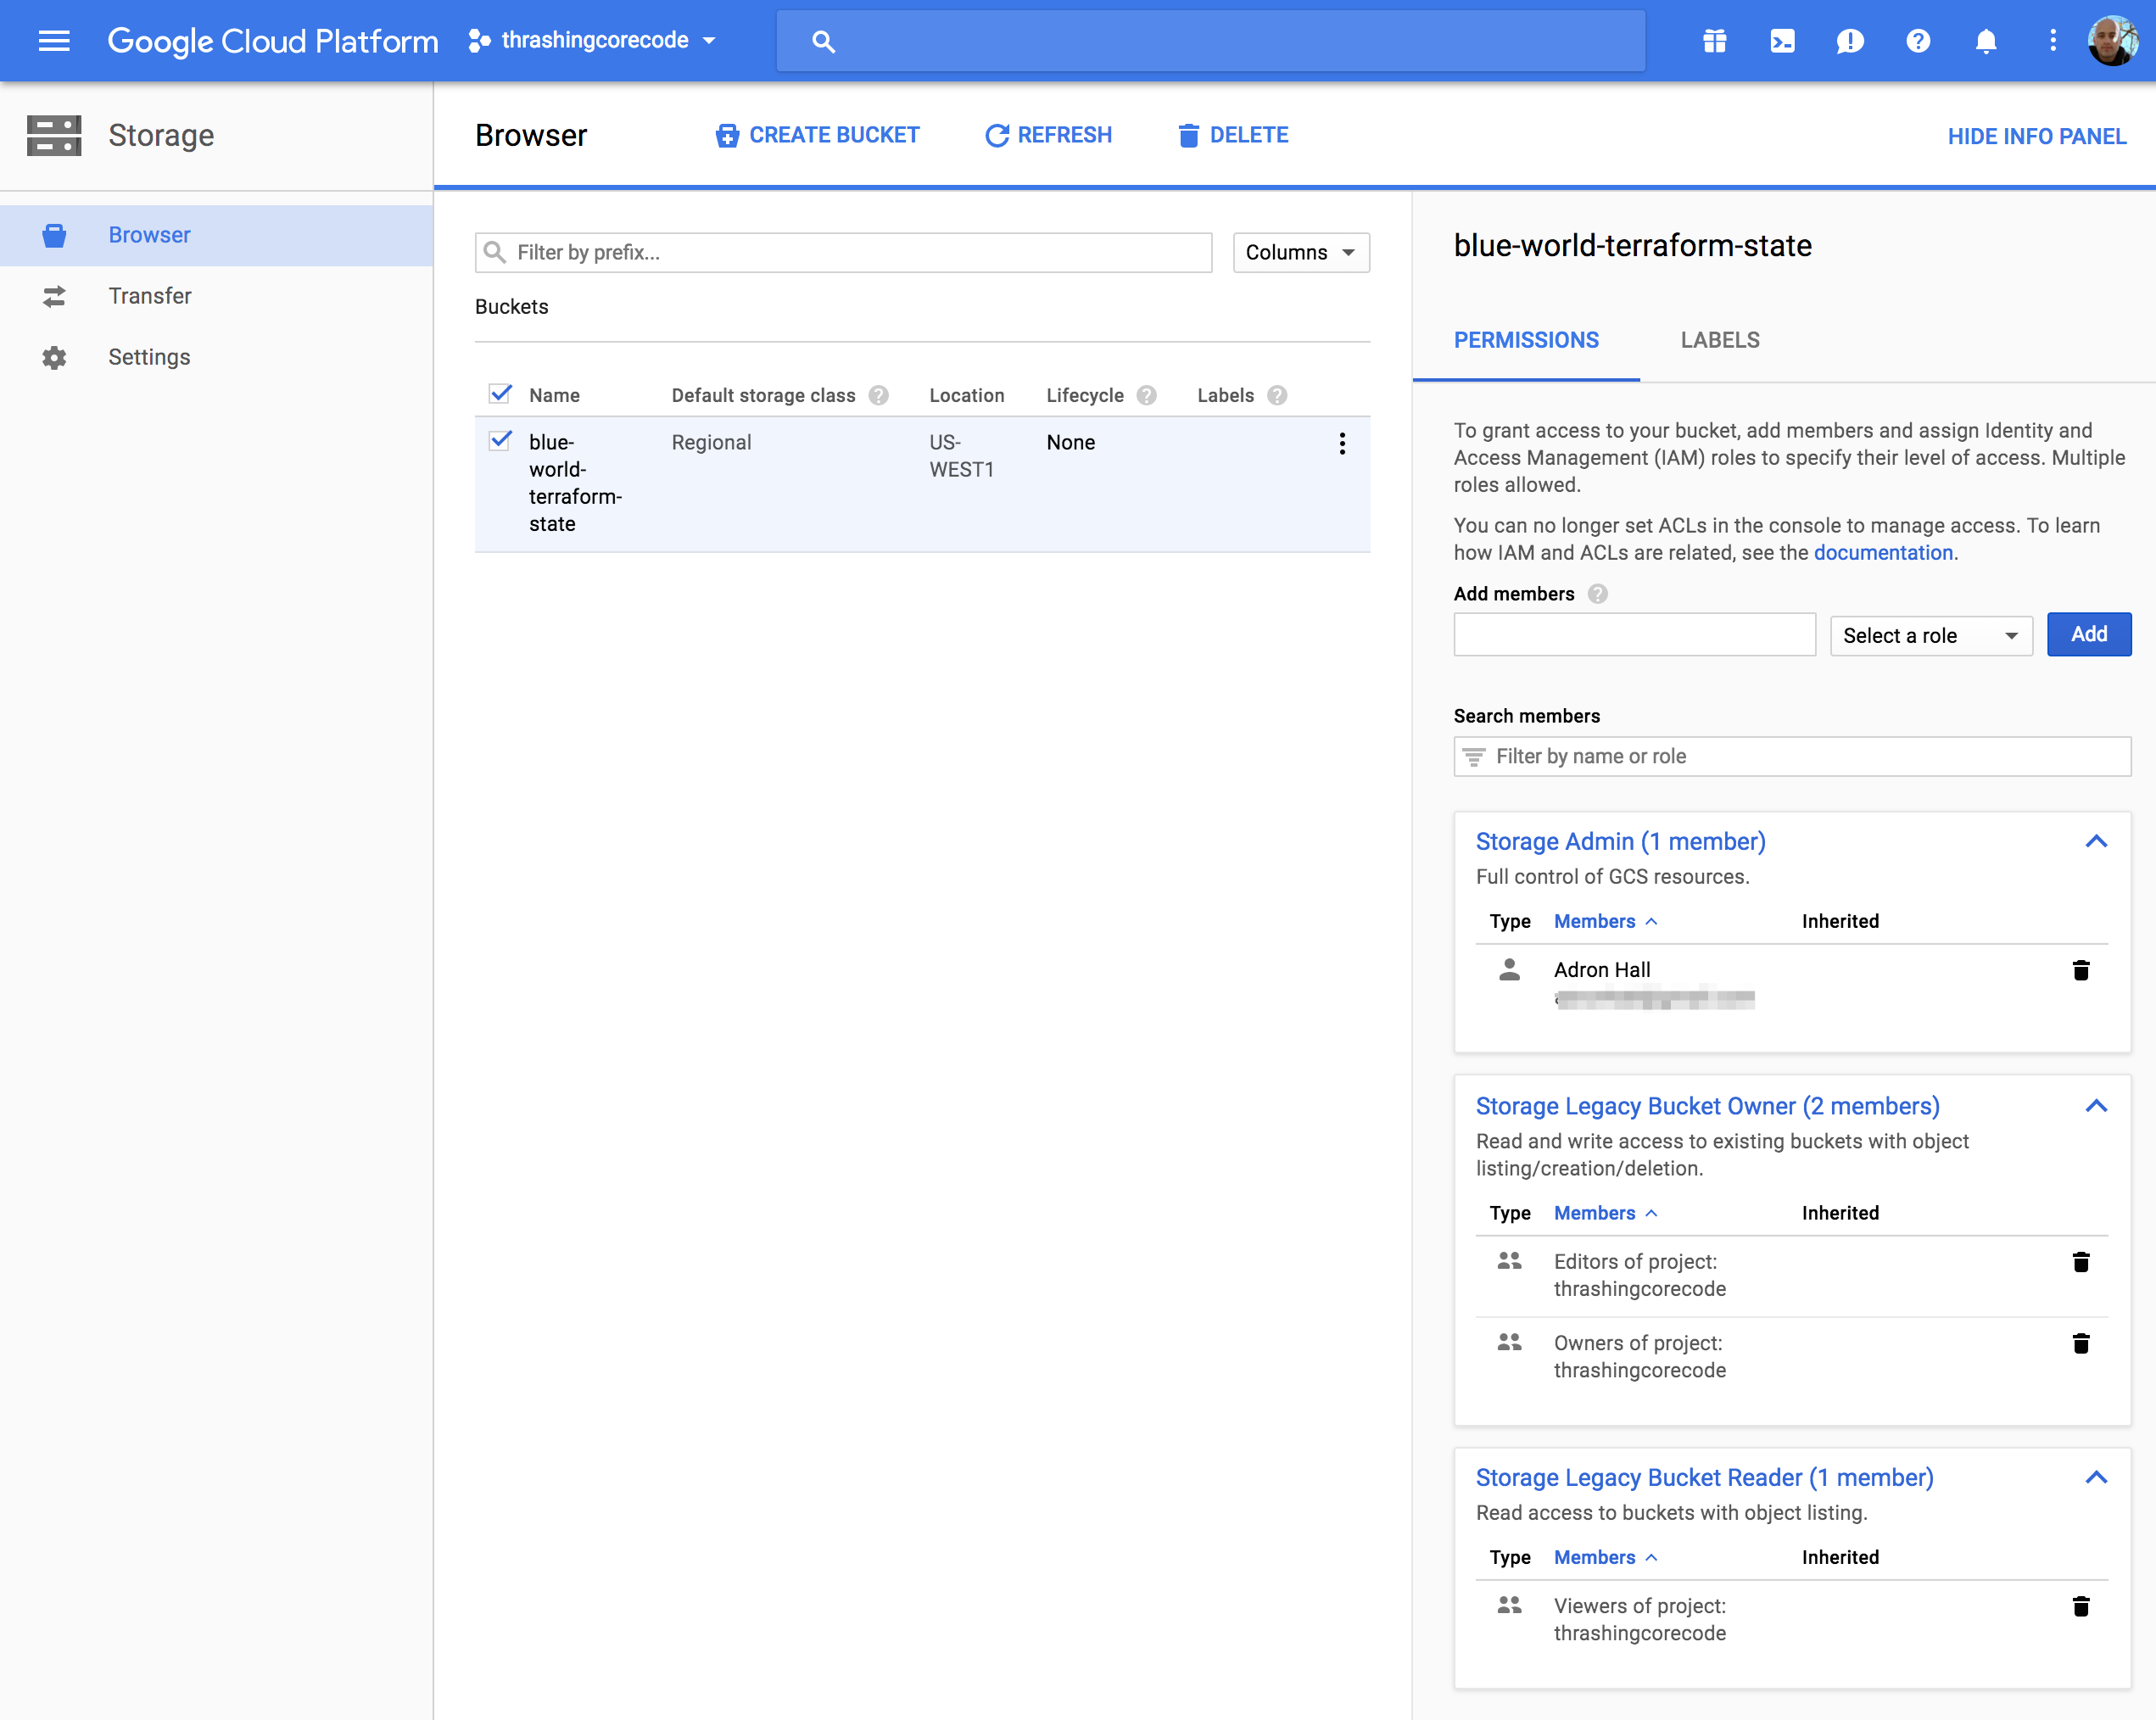 Google Cloud Platform
thrashingcorecode
Storage
Browser
CREATE BUCKET
REFRESH
DELETE
HIDE INFO PANEL
Browser
Transfer
Settings
Filter by prefix...
Columns
Buckets
Name Default storage class Location Lifecycle Labels
blue-
world-
terraform-
state
Regional
US-
WEST1
None
blue-world-terraform-state
PERMISSIONS LABELS
To grant access to your bucket, add members and assign Identity and
Access Management (IAM) roles to specify their level of access. Multiple
roles allowed.
You can no longer set ACLs in the console to manage access. To learn
how IAM and ACLs are related, see the documentation.
Add members
Select a role
Add
Search members
Filter by name or role
Storage Admin (1 member)
Full control of GCS resources.
Type Members Inherited
Adron Hall
Storage Legacy Bucket Owner (2 members)
Read and write access to existing buckets with object
listing/creation/deletion.
Type Members Inherited
Editors of project:
thrashingcorecode
Owners of project:
thrashingcorecode
Storage Legacy Bucket Reader (1 member)
Read access to buckets with object listing.
Type Members Inherited
Viewers of project:
thrashingcorecode